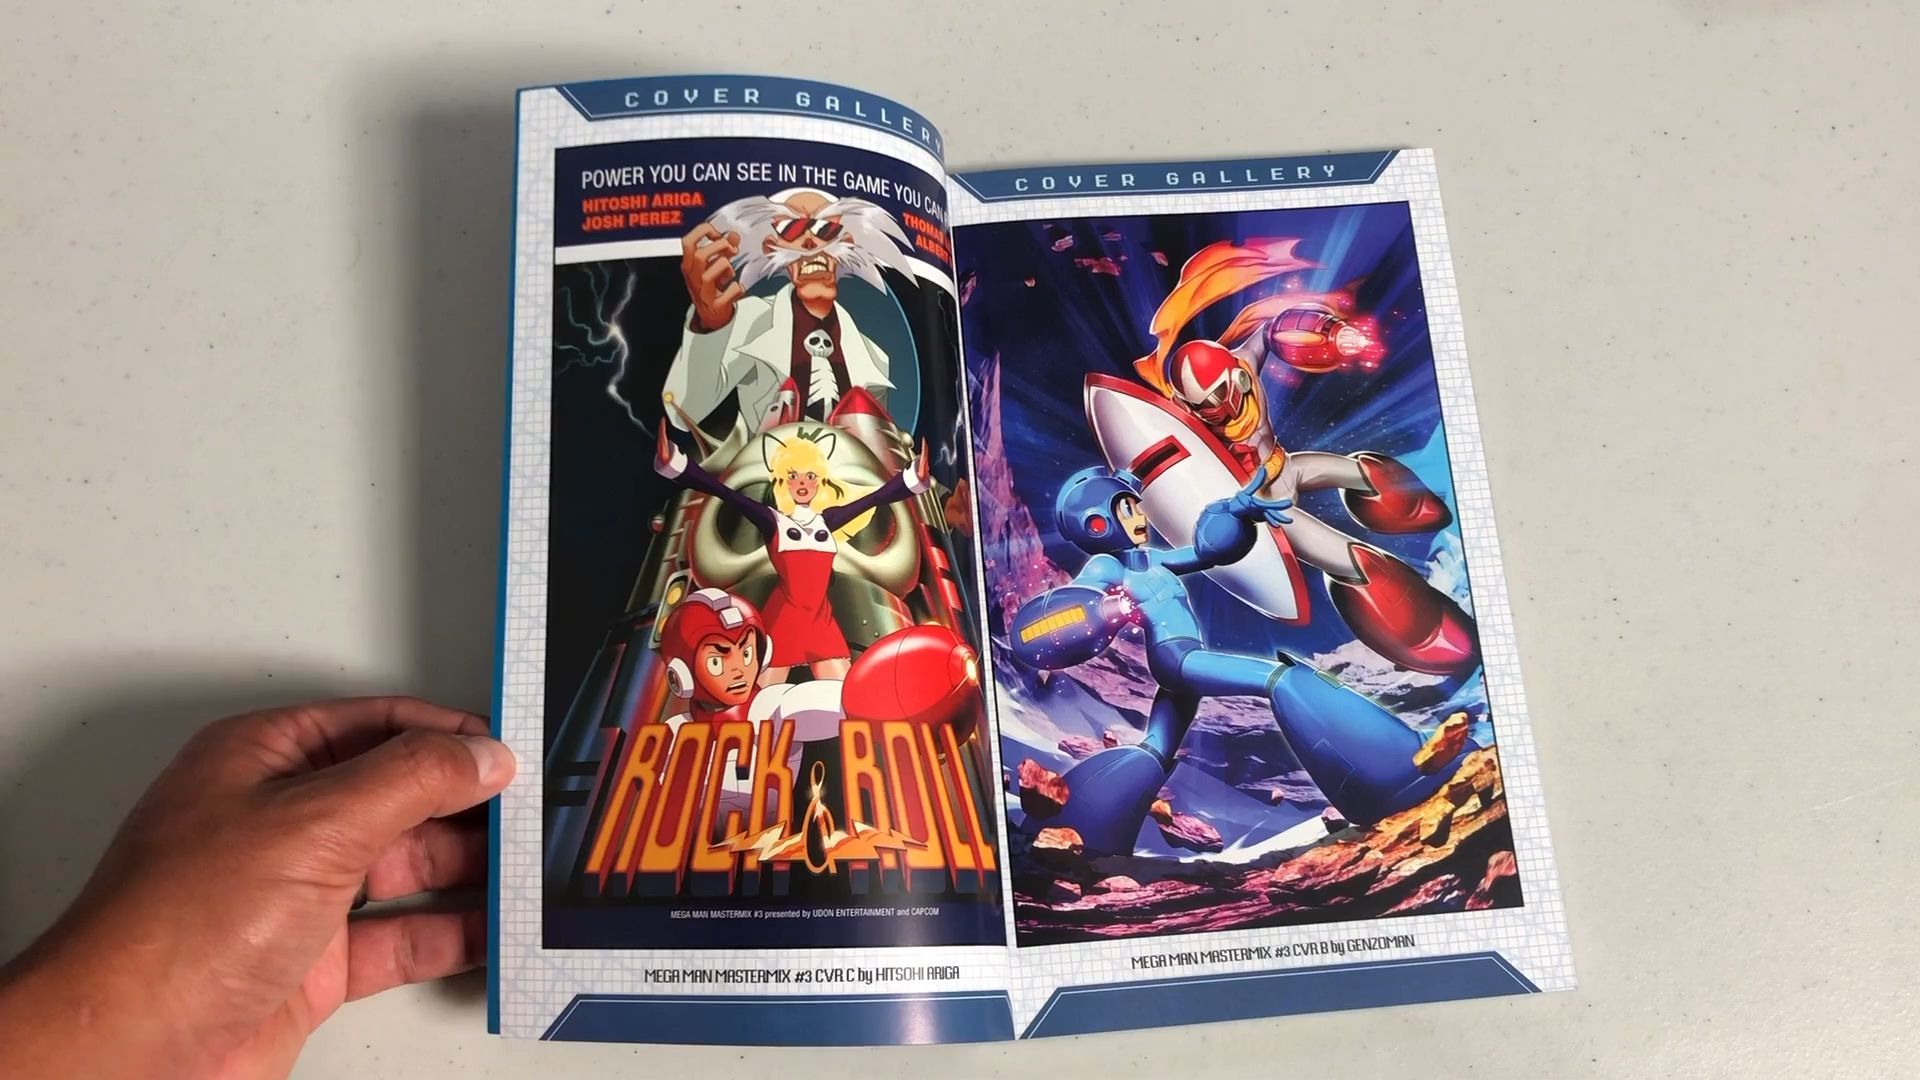 COVER GALLERY
POWER YOU CAN SEE IN THE GAME YOU CAN
HITOSHI ARIGA
JOSH PEREZ
W
ROCK & ROLL
MEGA MAN MASTERMIX #3 presented by UDON ENTERTAINMENT and CAPCOM
MEGA MAN MASTERMIX #3 CVR C by HITSOHI ARIGA
COVER GALLERY
MEGA MAN MASTERMIX #3 CVR B by GENZOMAN